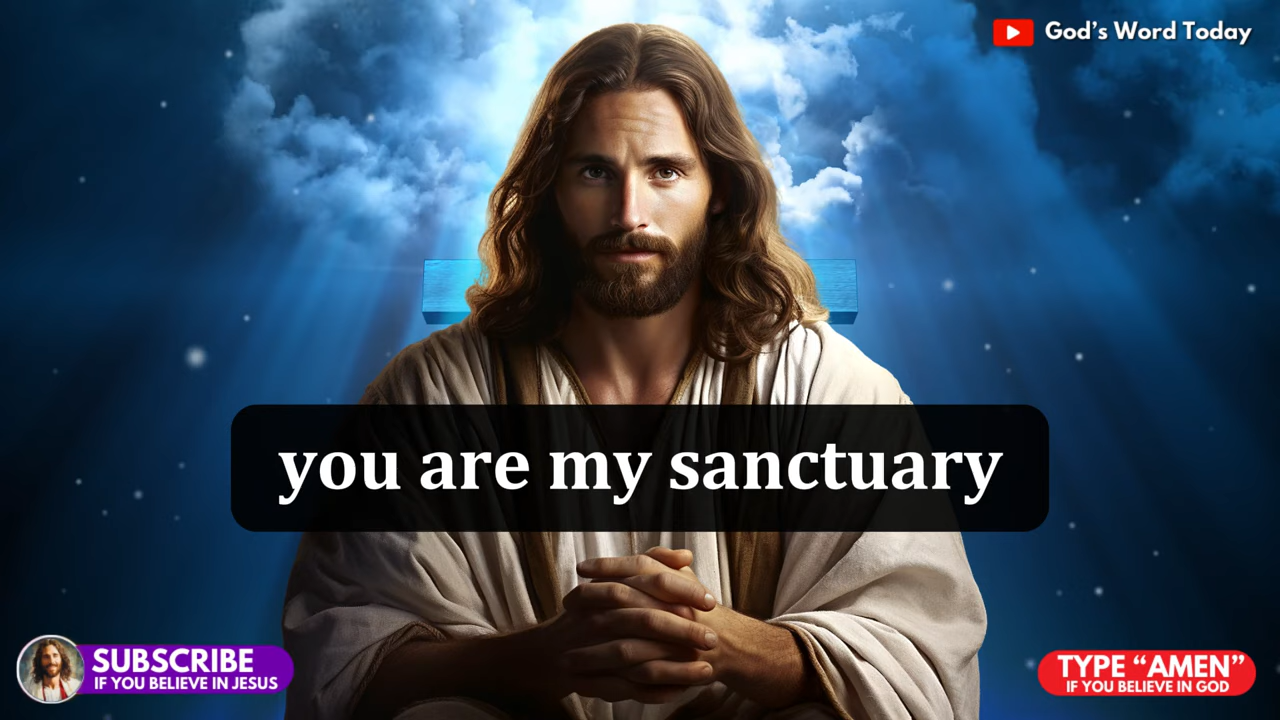 God's Word Today
you are my sanctuary
SUBSCRIBE
IF YOU BELIEVE IN JESUS
TYPE “AMEN”
IF YOU BELIEVE IN GOD